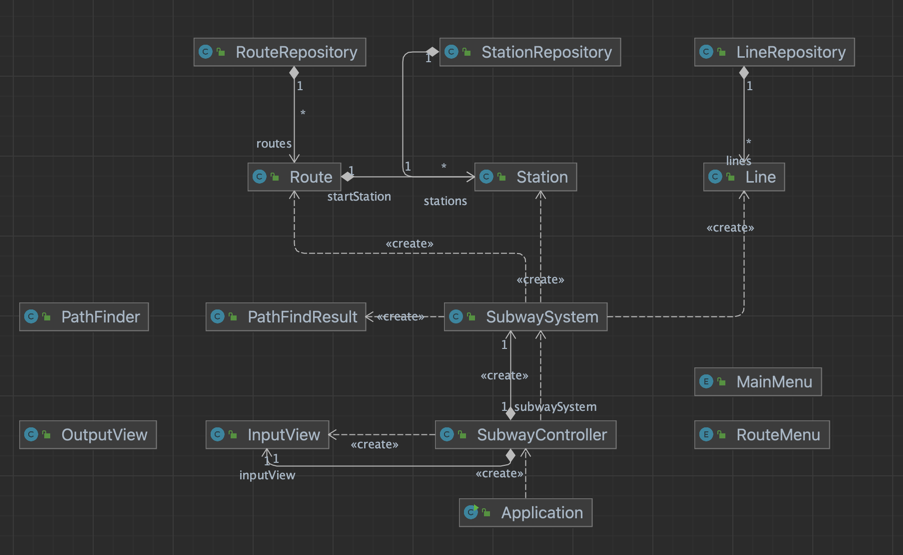 RouteRepository
StationRepository
LineRepository
1
1
1
*
*
routes
lines
Route
1
1
*
Station
Line
startStation
stations
«create»
«create»
«create»
PathFinder
PathFindResult
«create»
SubwaySystem
1
«create»
MainMenu
1
subwaySystem
OutputView
InputView
«create»
SubwayController
RouteMenu
1
1
inputView
«create»
Application